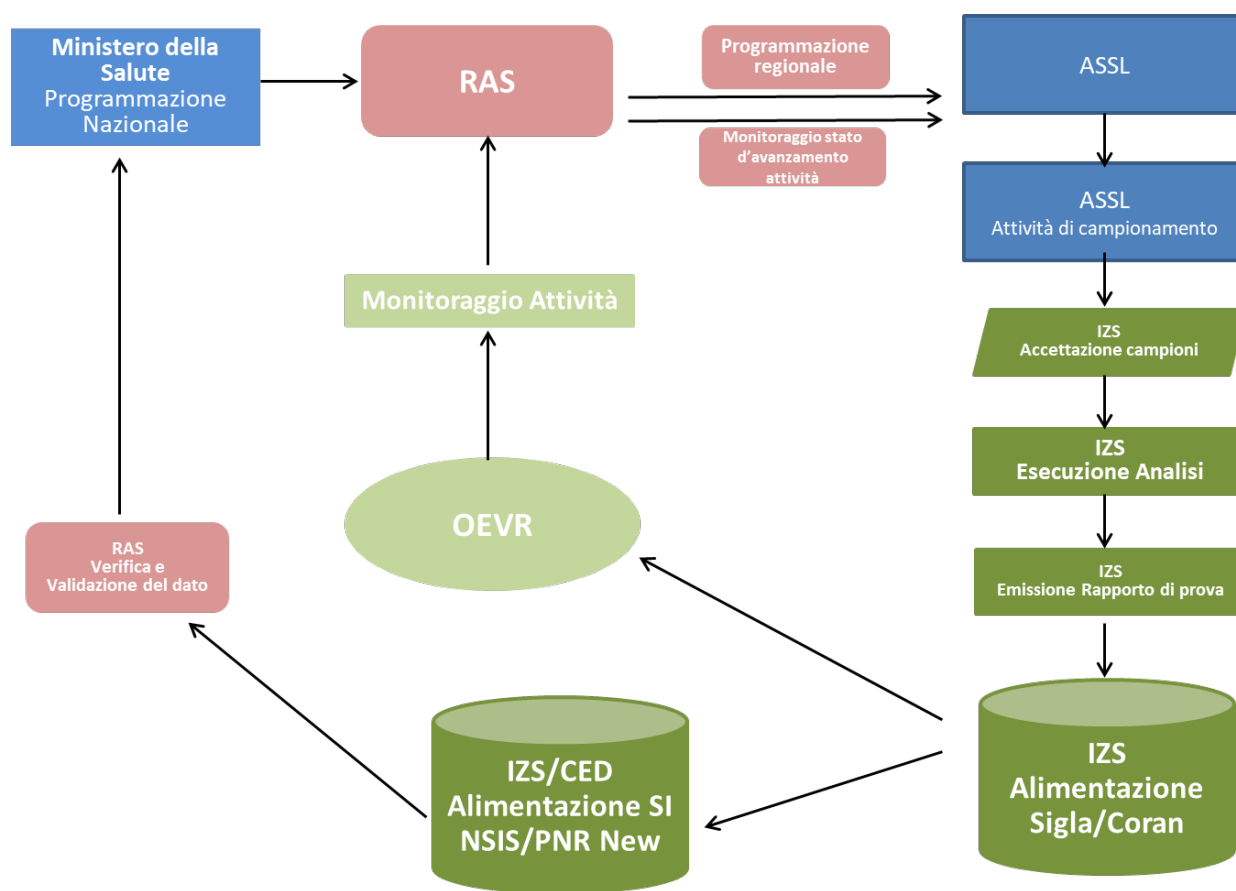 Ministero della
Salute
Programmazione
Nazionale
RAS
Programmazione
regionale
Monitoraggio stato
d'avanzamento
attività
ASSL
ASSL
Attività di campionamento
Monitoraggio Attività
IZS
Accettazione campioni
IZS
Esecuzione Analisi
OEVR
RAS
Verifica e
Validazione del dato
IZS
Emissione Rapporto di prova
IZS/CED
Alimentazione SI
NSIS/PNR New
IZS
Alimentazione
Sigla/Coran